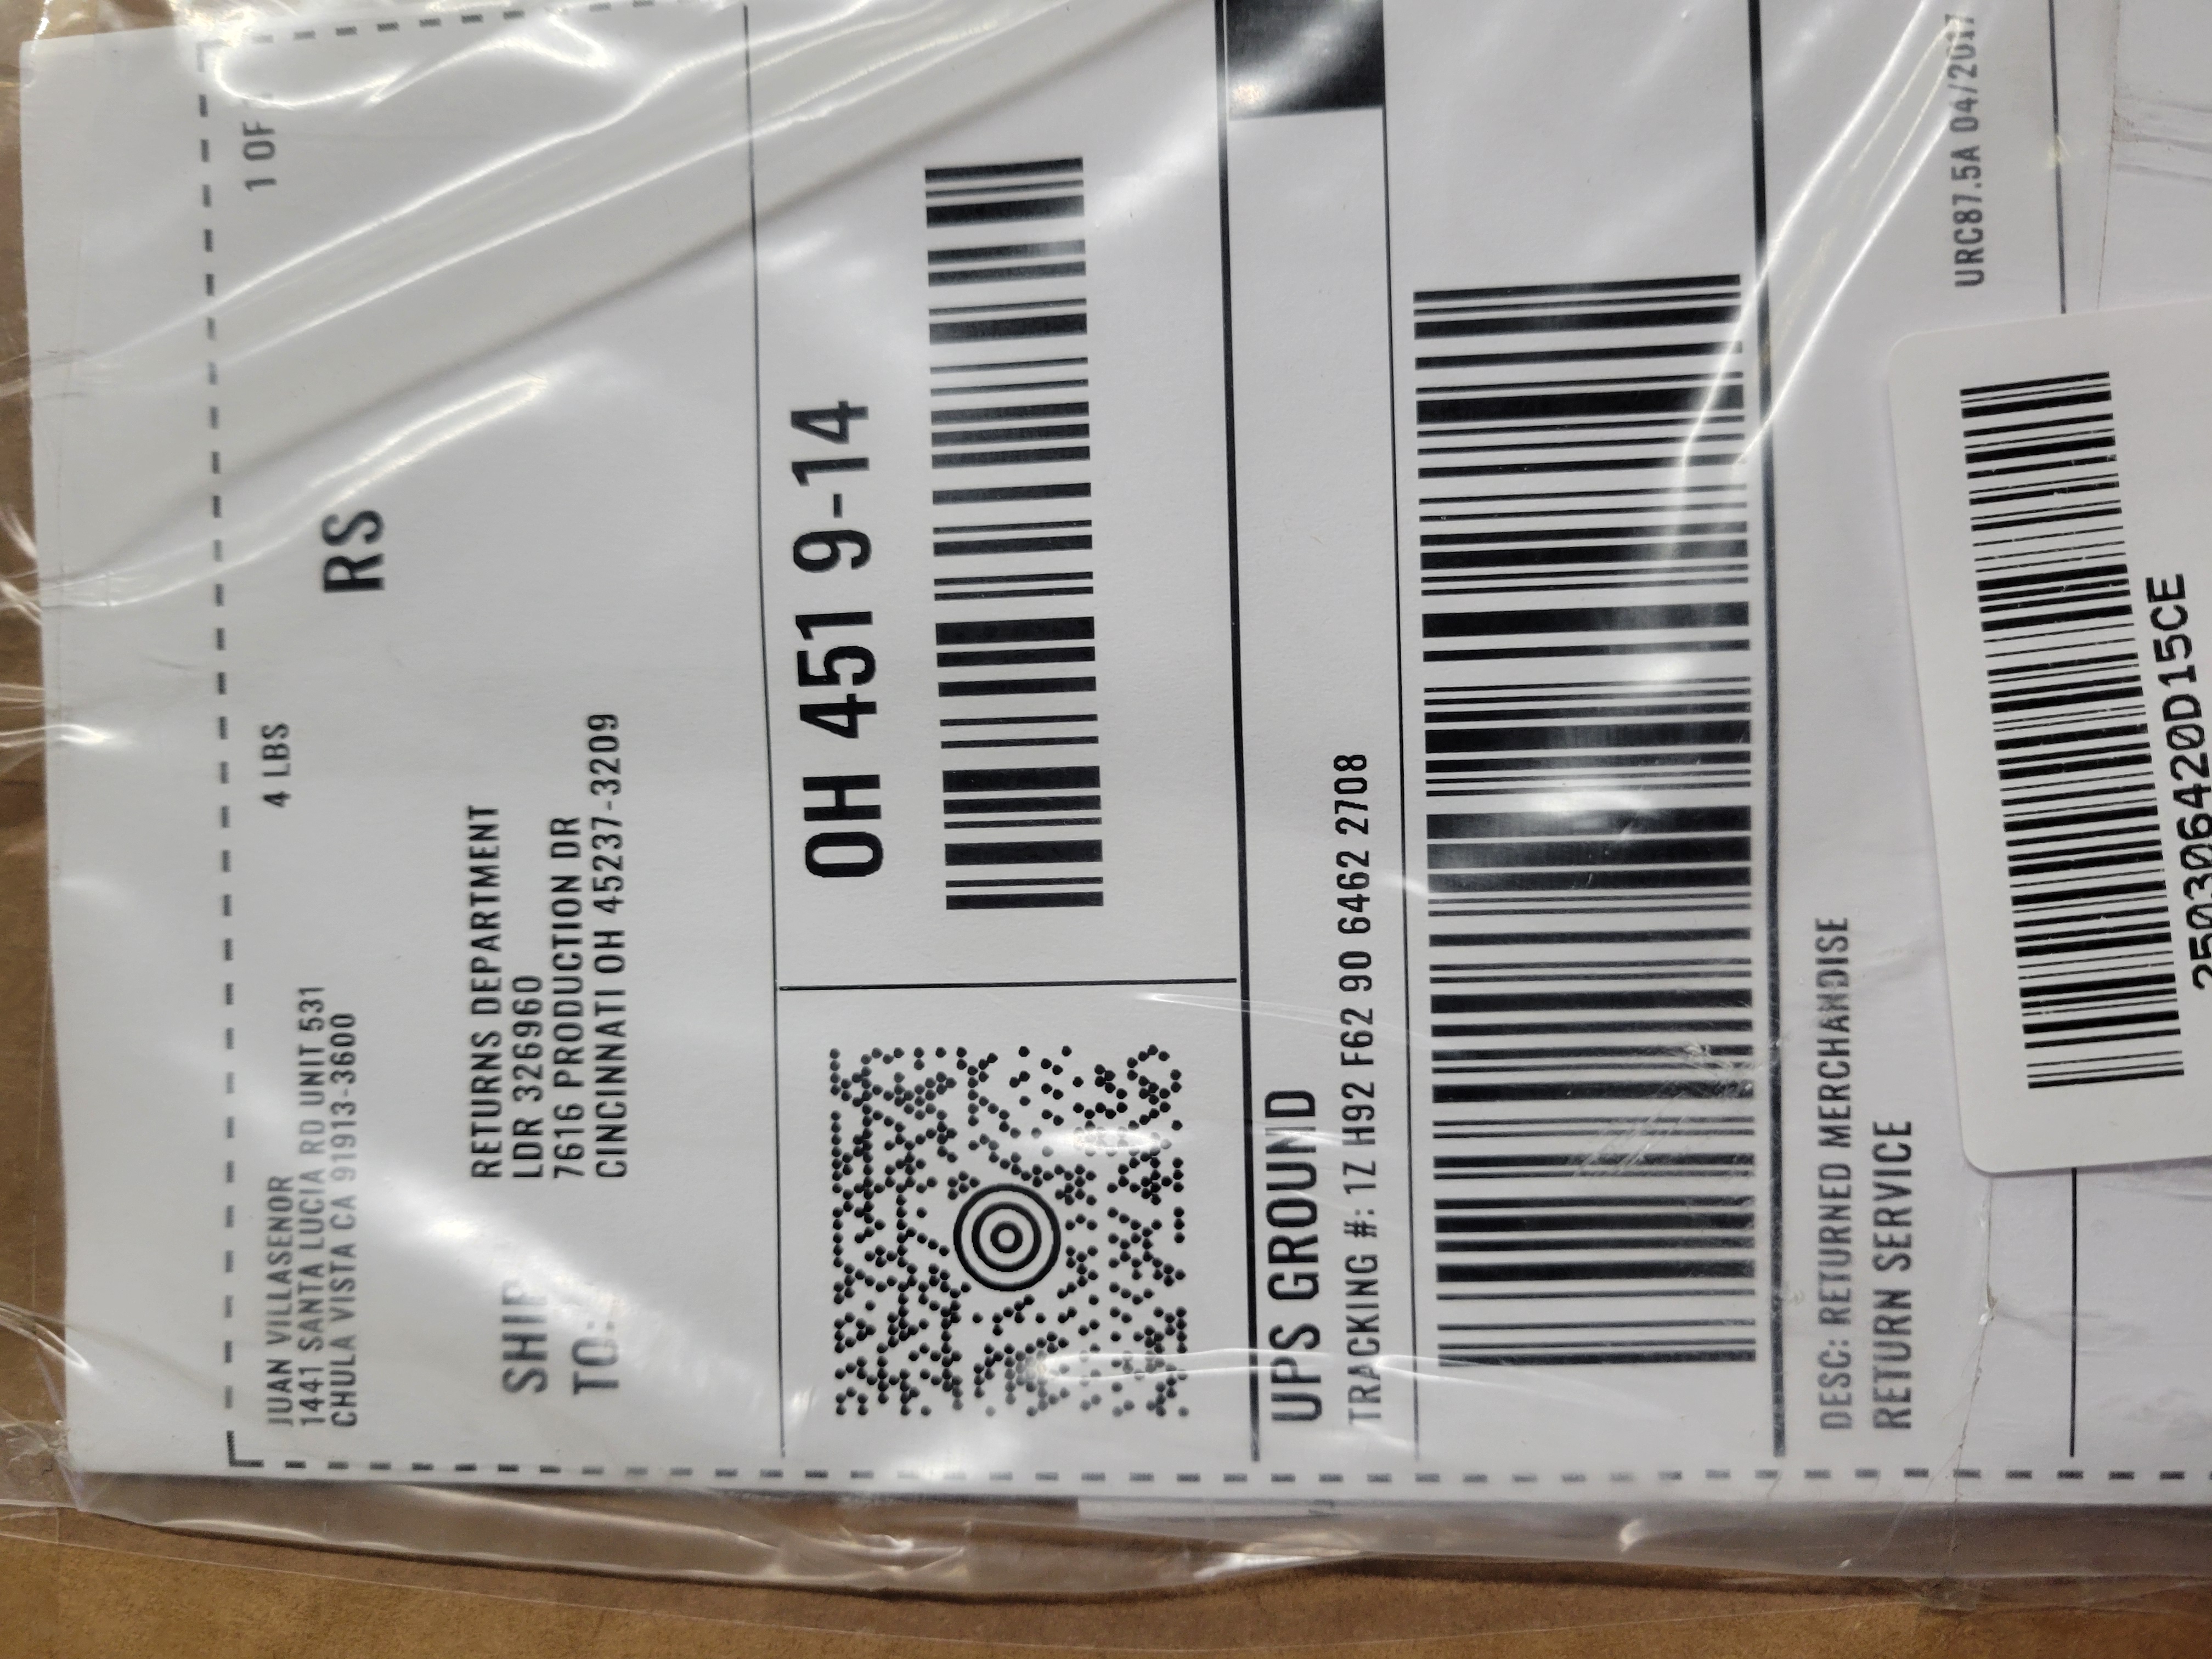 JUAN VILLASENOR
1441 SANTA LUCIA RD UNIT 531
CHULA VISTA CA 91913-3600
4 LBS
1 OF
RS
SHIP
TO:
RETURNS DEPARTMENT
LDR 326960
7616 PRODUCTION DR
CINCINNATI OH 45237-3209
OH 451 9-14
UPS GROUND
TRACKING #: 1Z H92 F62 90 6462 2708
DESC: RETURNED MERCHANDISE
RETURN SERVICE
URC87.5A 04/2017
250306420D15CE